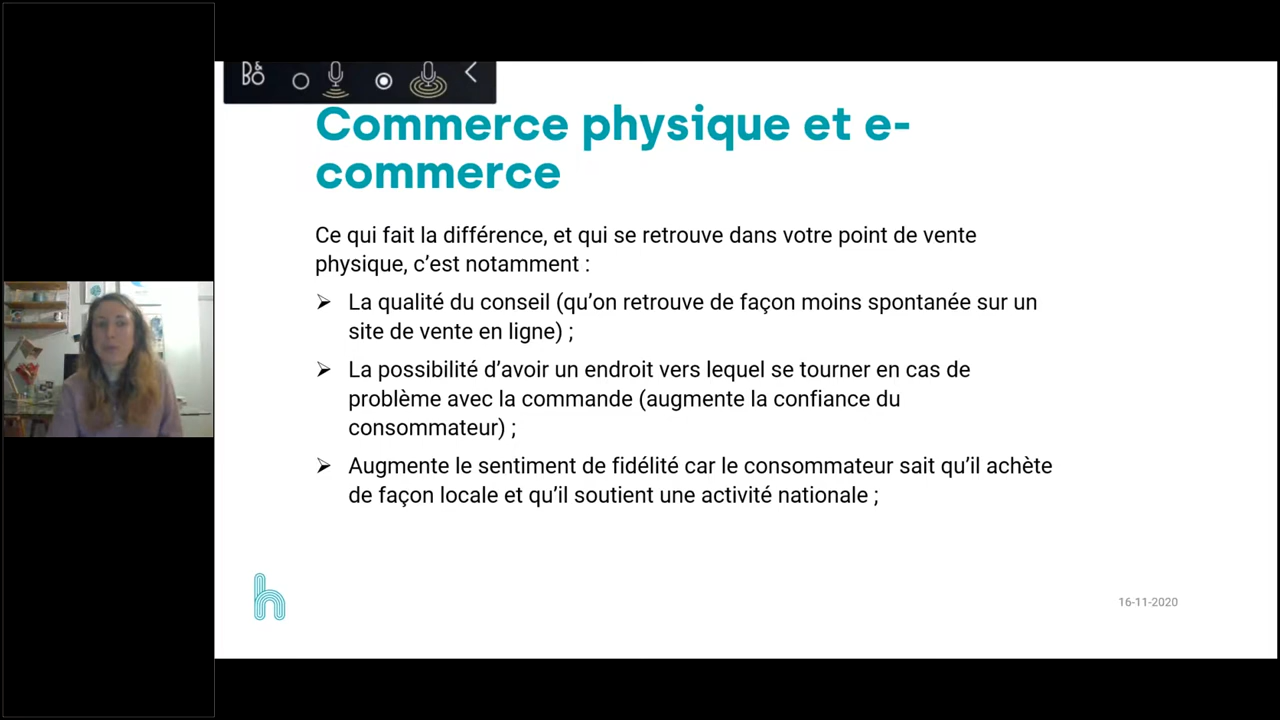 B&O
Commerce physique et e-
commerce
Ce qui fait la différence, et qui se retrouve dans votre point de vente
physique, c’est notamment :
➢ La qualité du conseil (qu’on retrouve de façon moins spontanée sur un
site de vente en ligne) ;
➢ La possibilité d’avoir un endroit vers lequel se tourner en cas de
problème avec la commande (augmente la confiance du
consommateur) ;
➢ Augmente le sentiment de fidélité car le consommateur sait qu’il achète
de façon locale et qu’il soutient une activité nationale ;
h
16-11-2020